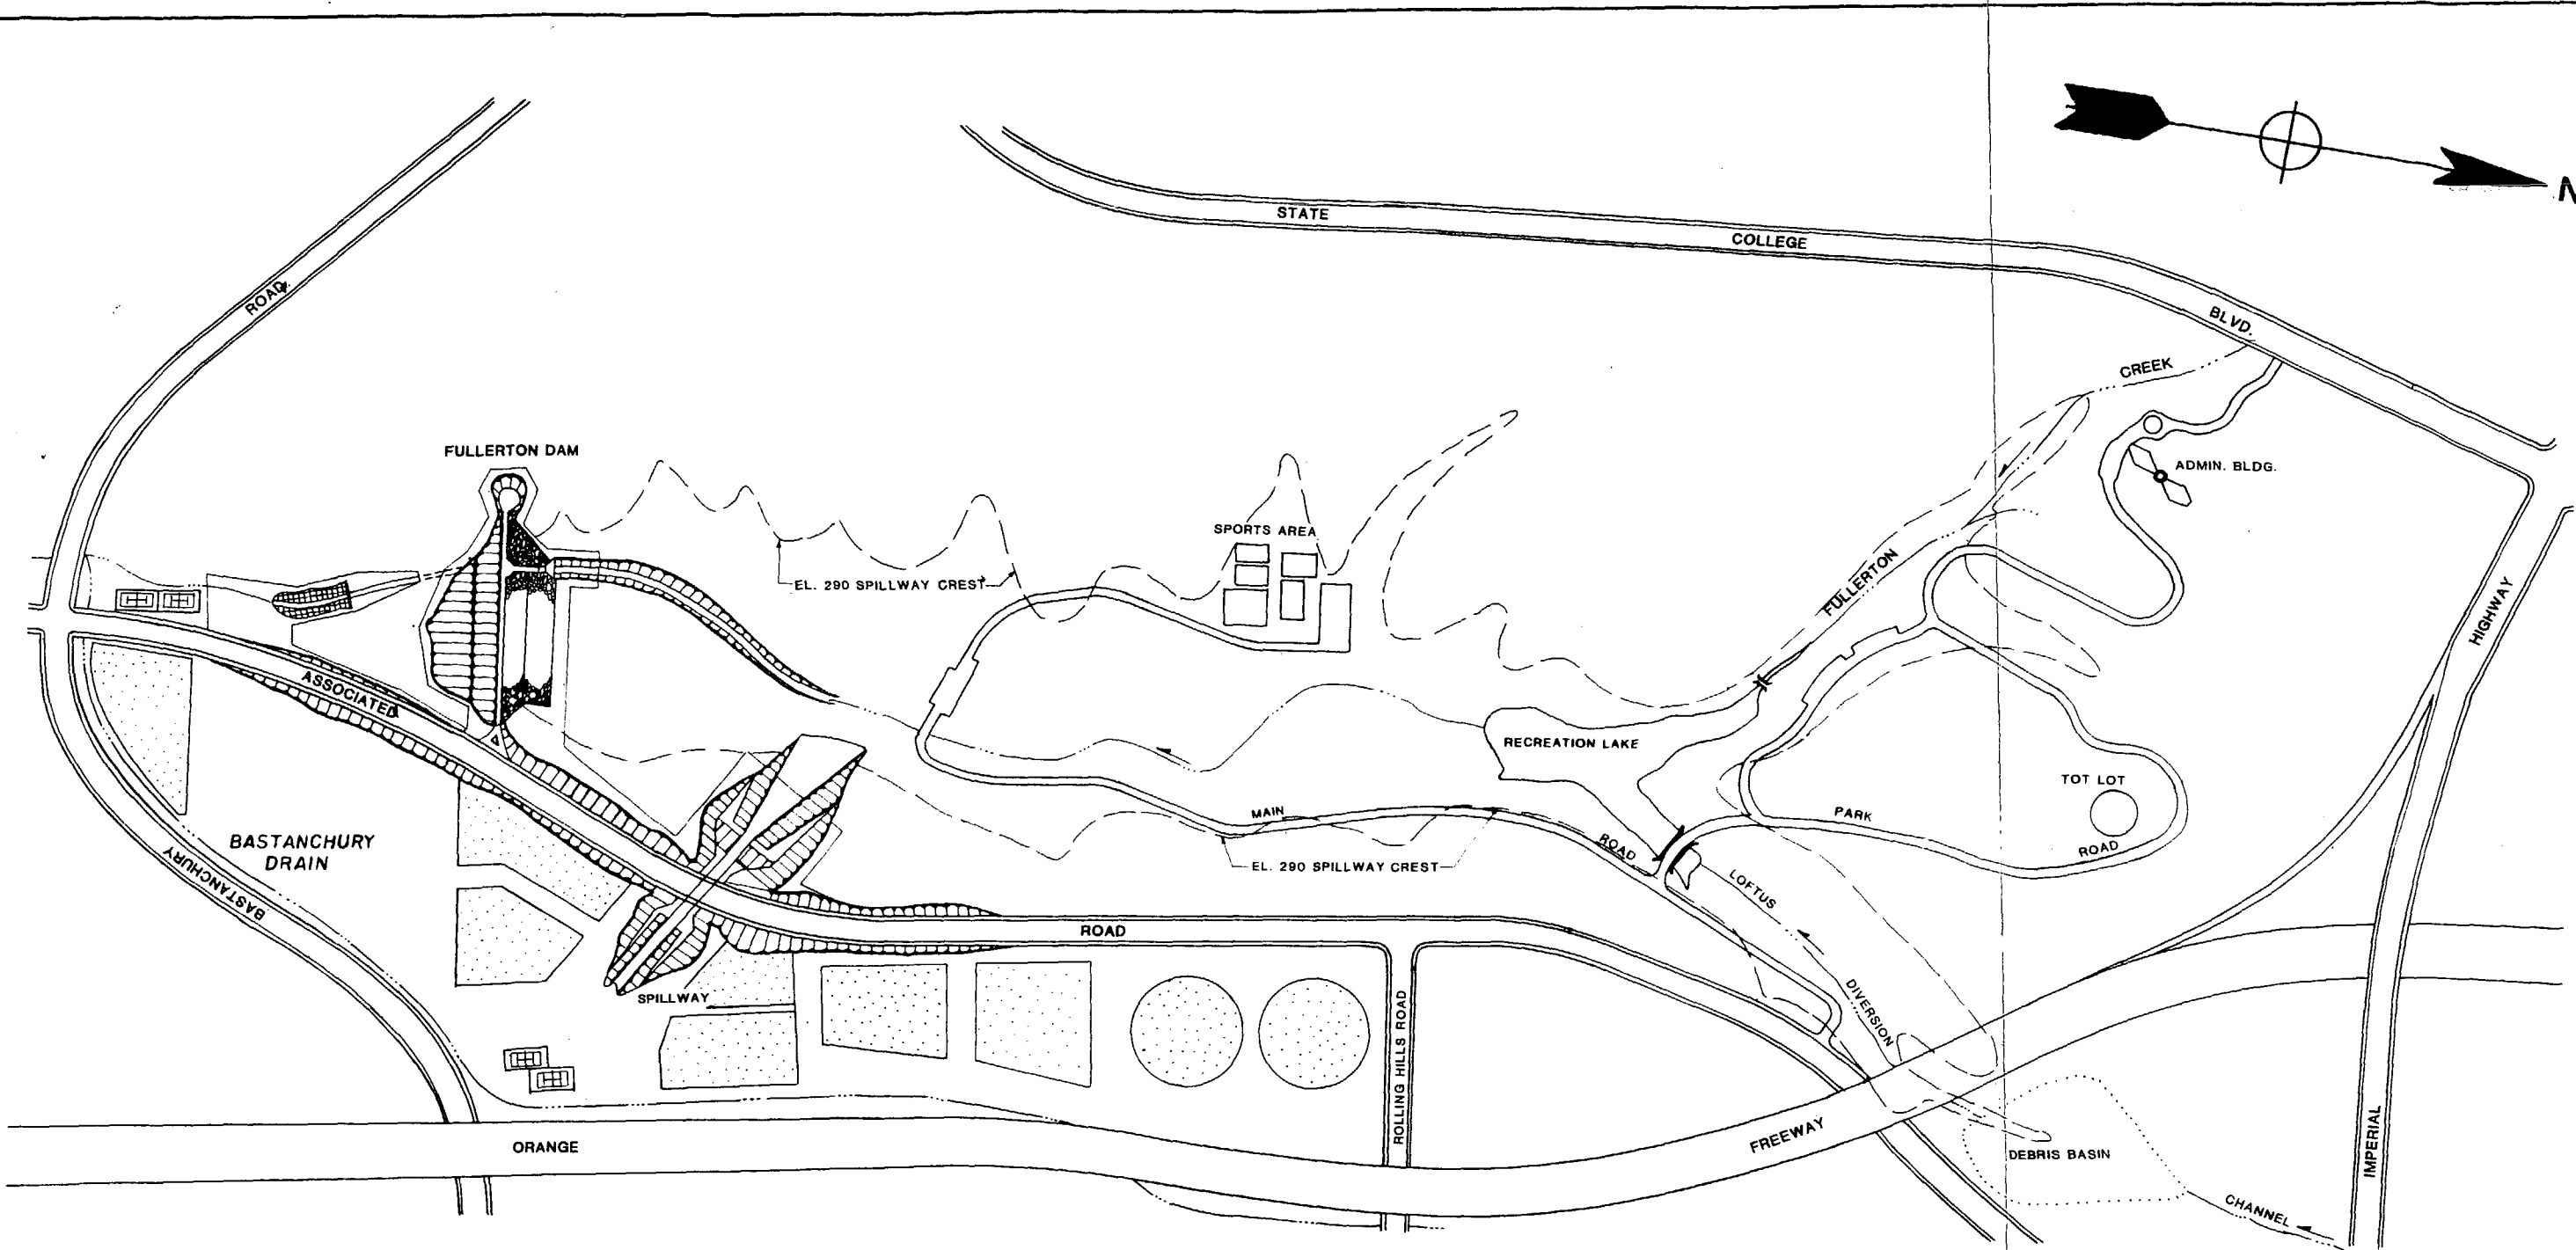 N
STATE
COLLEGE
BLVD.
ROAD
CREEK
FULLERTON DAM
ADMIN. BLDG.
SPORTS AREA
EL. 290 SPILLWAY CREST
FULLERTON
HIGHWAY
ASSOCIATED
RECREATION LAKE
TOT LOT
MAIN
PARK
ROAD
ROAD
BASTANCHURY
DRAIN
BASTANCHURY
EL. 290 SPILLWAY CREST
LOFTUS
ROAD
SPILLWAY
DIVERSION
ROLLING HILLS ROAD
ORANGE
FREEWAY
IMPERIAL
DEBRIS BASIN
CHANNEL